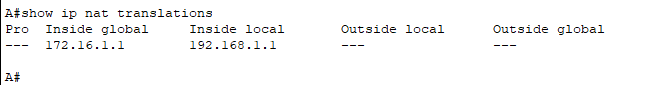 A#show ip nat translations
Pro  Inside global     Inside local       Outside local      Outside global
---  172.16.1.1        192.168.1.1        ---                ---
A#